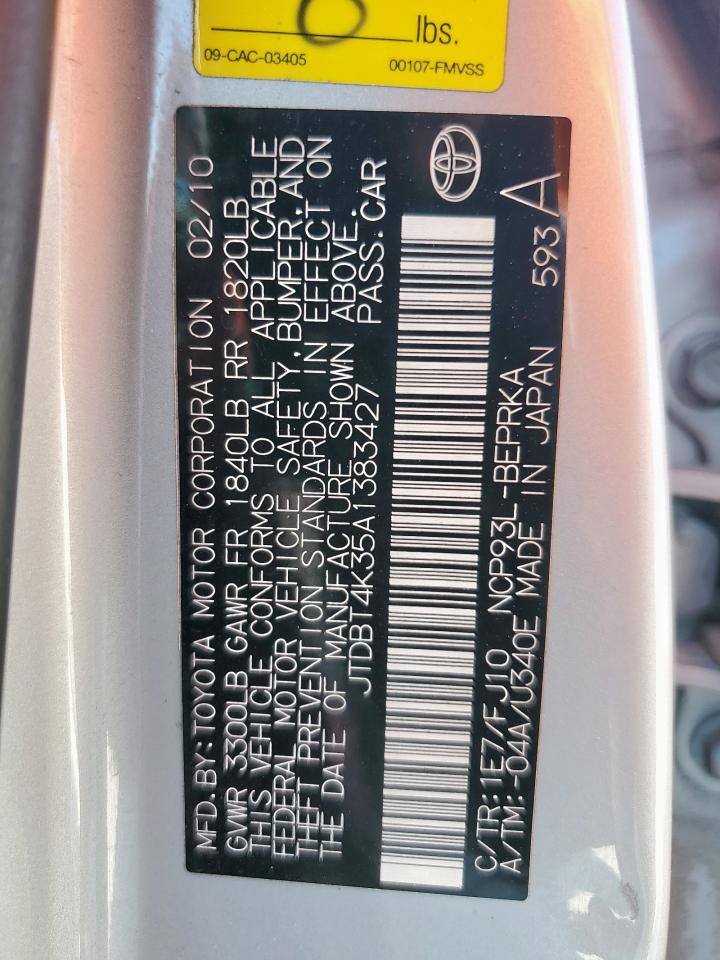 lbs.
09-CAC-03405 00107-FMVSS
MFD. BY: TOYOTA MOTOR CORPORATION 02/10
GVWR 3300LB GAWR FR 1840LB RR 1820LB
THIS VEHICLE CONFORMS TO ALL APPLICABLE
FEDERAL MOTOR VEHICLE SAFETY, BUMPER, AND
THEFT PREVENTION STANDARDS IN EFFECT ON
THE DATE OF MANUFACTURE SHOWN ABOVE.
JTDBT4K35A1383427 PASS. CAR
C/TR: 1E7/FJ10 NCP93L-BEPRKA 593 A
A/TM: -04A/U340E MADE IN JAPAN